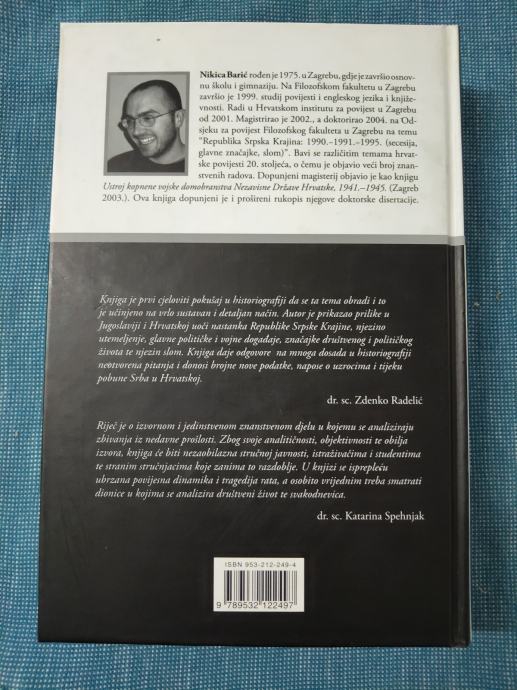 Nikica Barić rođen je 1975. u Zagrebu, gdje je završio osnov-
nu školu i gimnaziju. Na Filozofskom fakultetu u Zagrebu
završio je 1999. studij povijesti i engleskog jezika i knjiže-
vnosti. Radi u Hrvatskom institutu za povijest u Zagrebu
od 2001. Magistrirao je 2002., a doktorirao 2004. na Od-
sjeku za povijest Filozofskog fakulteta u Zagrebu na temu
"Republika Srpska Krajina: 1990.–1991.–1995. (secesija,
glavne značajke, slom)". Bavi se različitim temama hrvat-
ske povijesti 20. stoljeća, o čemu je objavio veći broj znan-
stvenih radova. Dopunjeni magisterij objavio je kao knjigu
Ustroj kopnene vojske domobranstva Nezavisne Države Hrvatske, 1941.–1945. (Zagreb
2003.). Ova knjiga dopunjeni je i prošireni rukopis njegove doktorske disertacije.
Knjiga je prvi cjeloviti pokušaj u historiografiji da se ta tema obradi i to
je učinjeno na vrlo sustavan i detaljan način. Autor je prikazao prilike u
Jugoslaviji i Hrvatskoj uoči nastanka Republike Srpske Krajine, njezino
utemeljenje, glavne političke i vojne događaje, značajke društvenog i političkog
života te njezin slom. Knjiga daje odgovore na mnoga dosada u historiografiji
neotvorena pitanja i donosi brojne nove podatke, napose o uzrocima i tijeku
pobune Srba u Hrvatskoj.
dr. sc. Zdenko Radelić
Riječ je o izvornom i jedinstvenom znanstvenom djelu u kojemu se analiziraju
zbivanja iz nedavne prošlosti. Zbog svoje analitičnosti, objektivnosti te obilja
izvora, knjiga će biti nezaobilazna stručnoj javnosti, istraživačima i studentima
te stranim stručnjacima koje zanima to razdoblje. U knjizi se isprepleću
ubrzana povijesna dinamika i tragedija rata, a osobito vrijednim treba smatrati
dionice u kojima se analizira društveni život te svakodnevica.
dr. sc. Katarina Spehnjak
ISBN 953-212-249-4
9 789532 122497